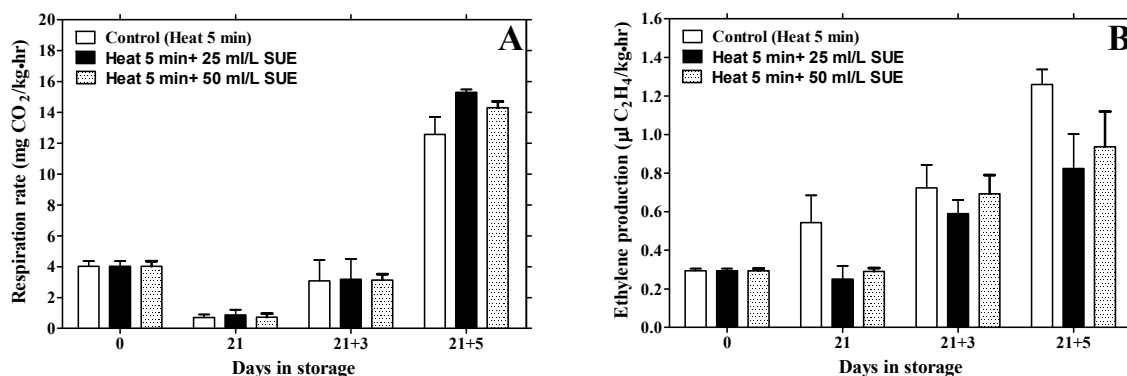 A
Control (Heat 5 min)
Heat 5 min+ 25 ml/L SUE
Heat 5 min+ 50 ml/L SUE
Respiration rate (mg CO2/kg•hr)
20
18
16
14
12
10
8
6
4
2
0
0 21 21+3 21+5
Days in storage
B
Control (Heat 5 min)
Heat 5 min+ 25 ml/L SUE
Heat 5 min+ 50 ml/L SUE
Ethylene production (µl C2H4/kg•hr)
1.6
1.4
1.2
1.0
0.8
0.6
0.4
0.2
0.0
0 21 21+3 21+5
Days in storage